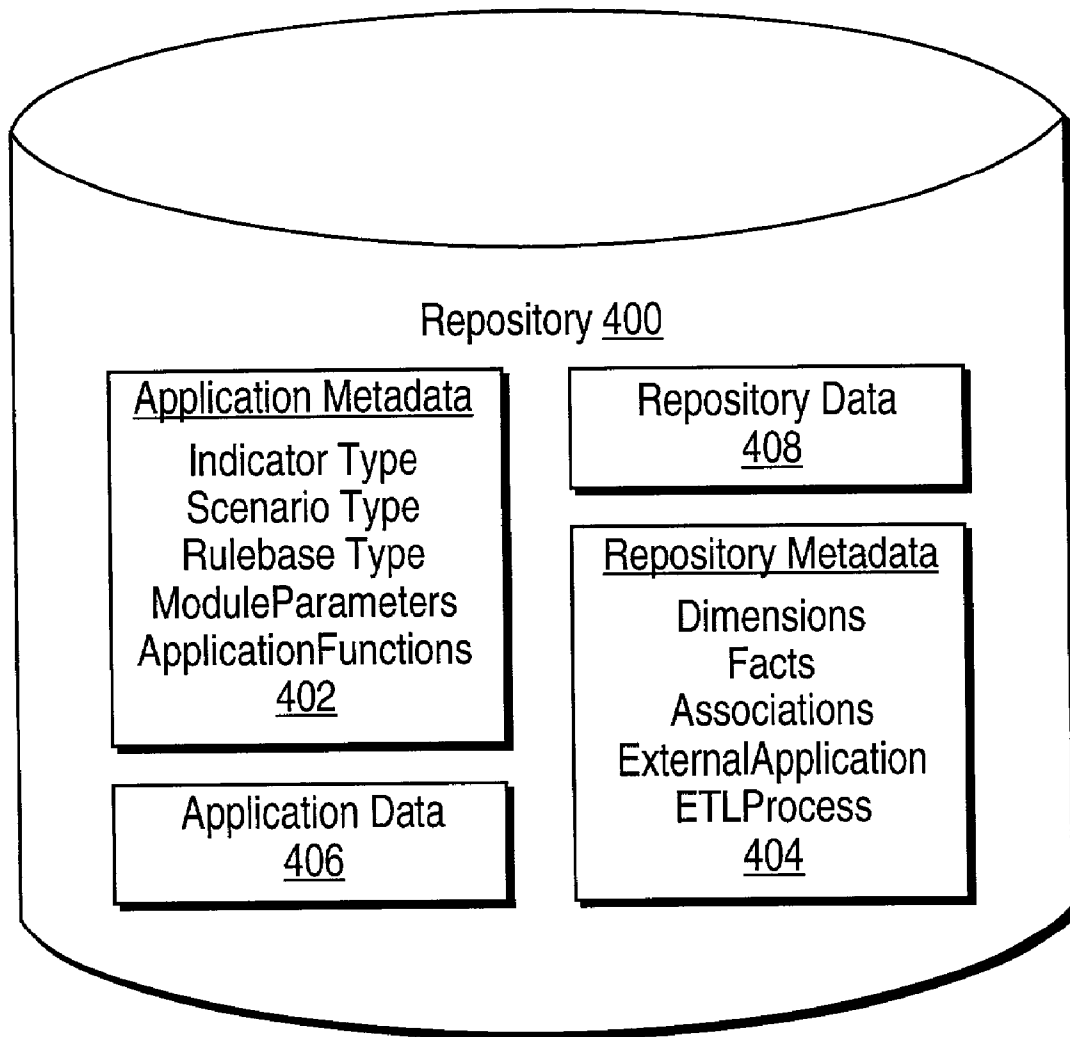 Repository 400
Application Metadata
Indicator Type
Scenario Type
Rulebase Type
ModuleParameters
ApplicationFunctions
402
Application Data
406
Repository Data
408
Repository Metadata
Dimensions
Facts
Associations
ExternalApplication
ETLProcess
404